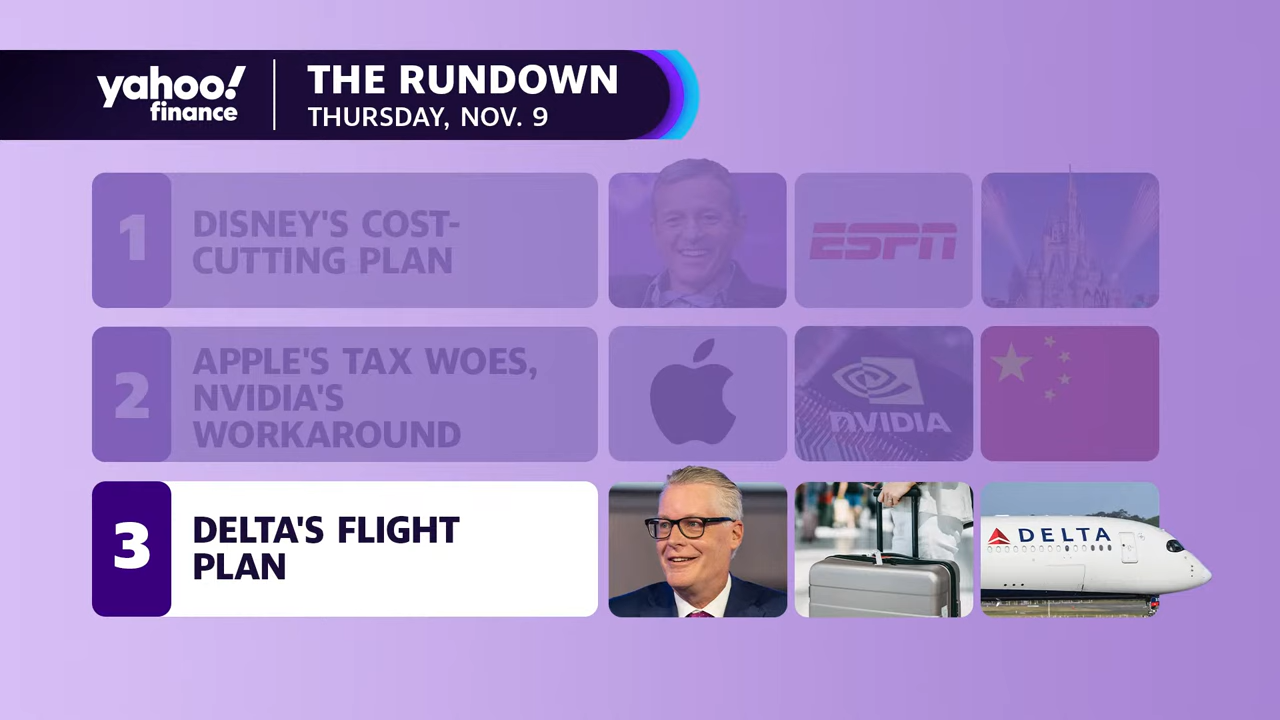 yahoo!
finance
THE RUNDOWN
THURSDAY, NOV. 9
1
DISNEY'S COST-
CUTTING PLAN
ESPN
2
APPLE'S TAX WOES,
NVIDIA'S
WORKAROUND
NVIDIA
3
DELTA'S FLIGHT
PLAN
DELTA